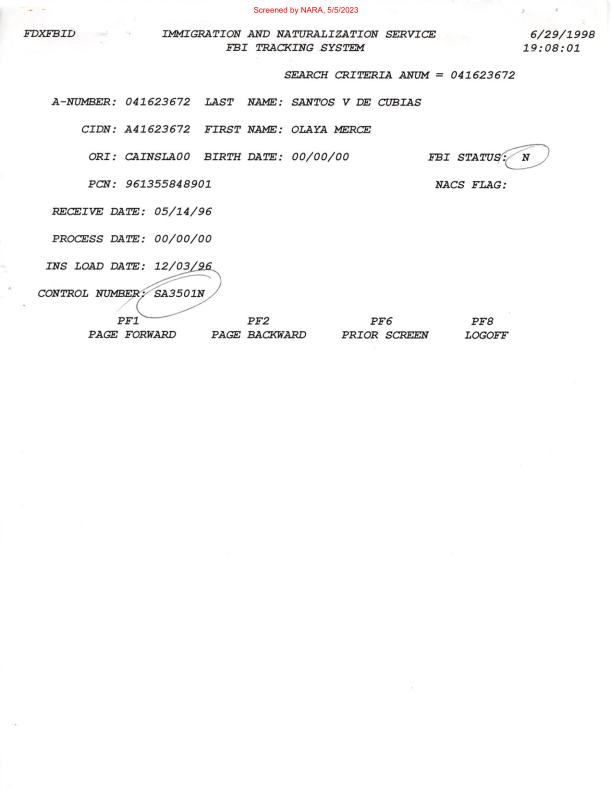 Screened by NARA, 5/5/2023
FDXFBID IMMIGRATION AND NATURALIZATION SERVICE 6/29/1998
FBI TRACKING SYSTEM 19:08:01
SEARCH CRITERIA ANUM = 041623672
A-NUMBER: 041623672 LAST NAME: SANTOS V DE CUBIAS
CIDN: A41623672 FIRST NAME: OLAYA MERCE
ORI: CAINSLA00 BIRTH DATE: 00/00/00 FBI STATUS: N
PCN: 961355848901 NACS FLAG:
RECEIVE DATE: 05/14/96
PROCESS DATE: 00/00/00
INS LOAD DATE: 12/03/96
CONTROL NUMBER: SA3501N
PF1 PF2 PF6 PF8
PAGE FORWARD PAGE BACKWARD PRIOR SCREEN LOGOFF